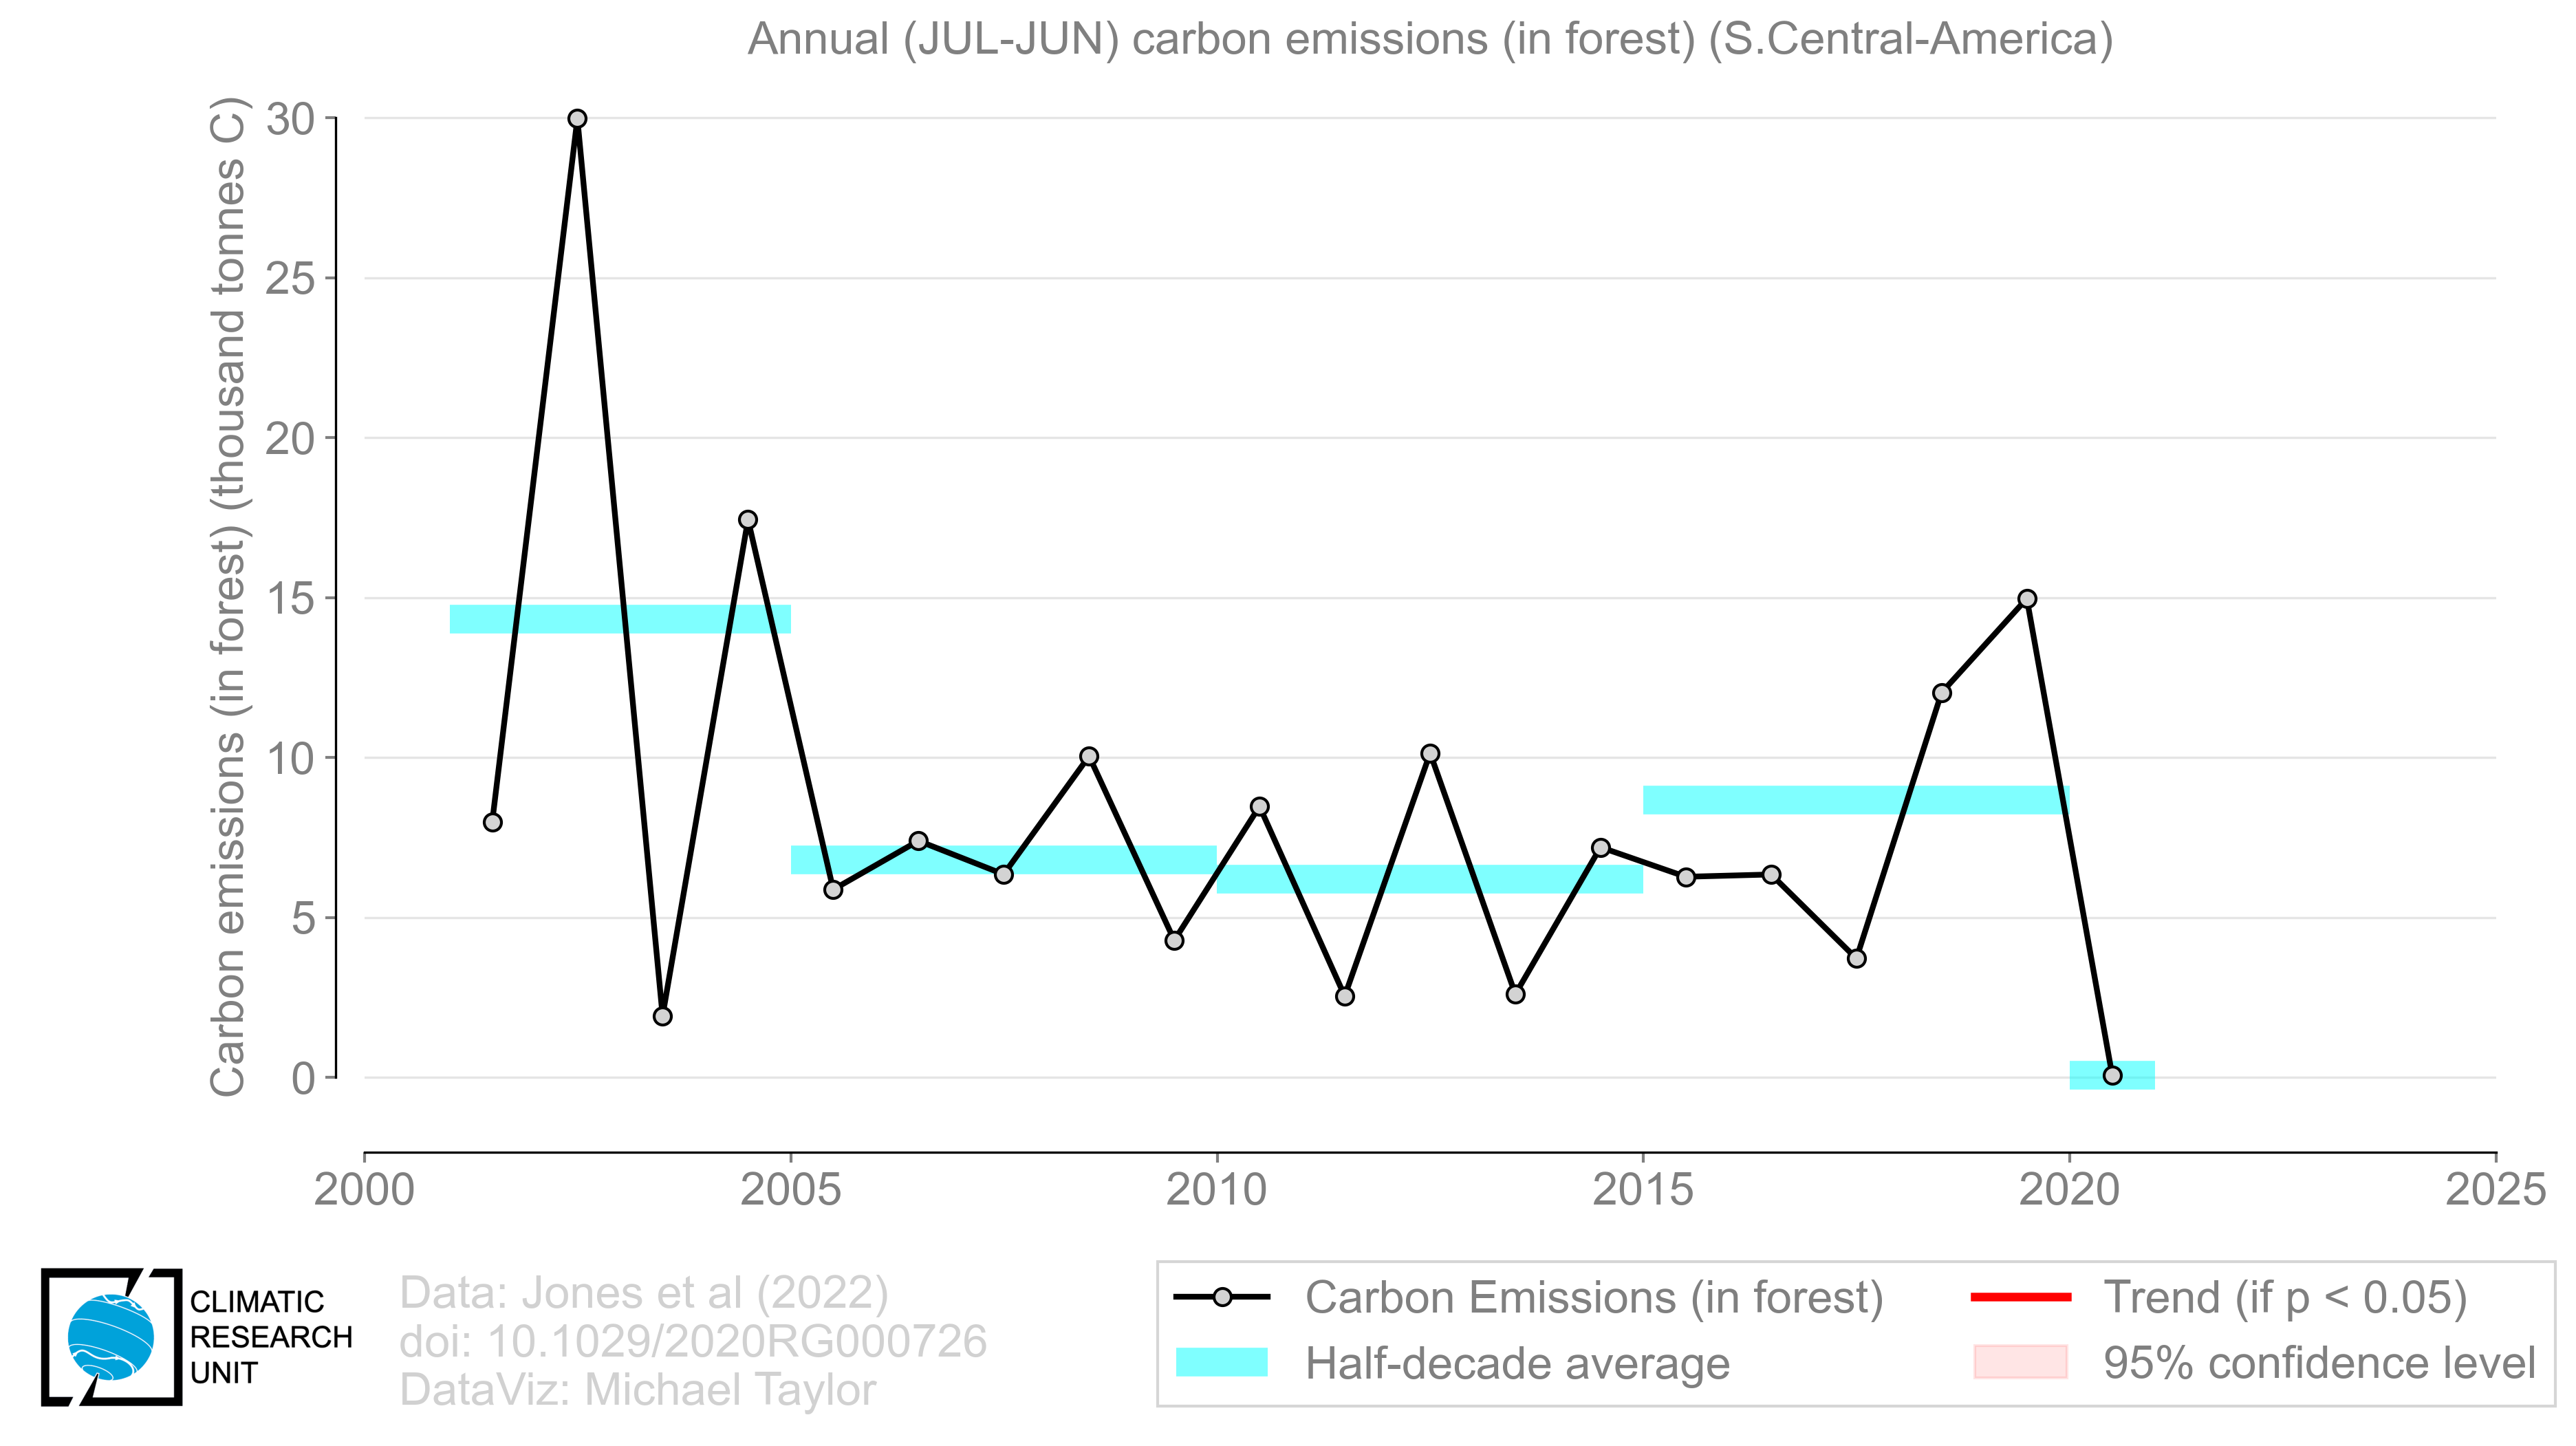 Annual (JUL-JUN) carbon emissions (in forest) (S.Central-America)
Carbon emissions (in forest) (thousand tonnes C)
30
25
20
15
10
5
0
2000 2005 2010 2015 2020 2025
CLIMATIC
RESEARCH
UNIT
Data: Jones et al (2022)
doi: 10.1029/2020RG000726
DataViz: Michael Taylor
Carbon Emissions (in forest)
Half-decade average
Trend (if p < 0.05)
95% confidence level